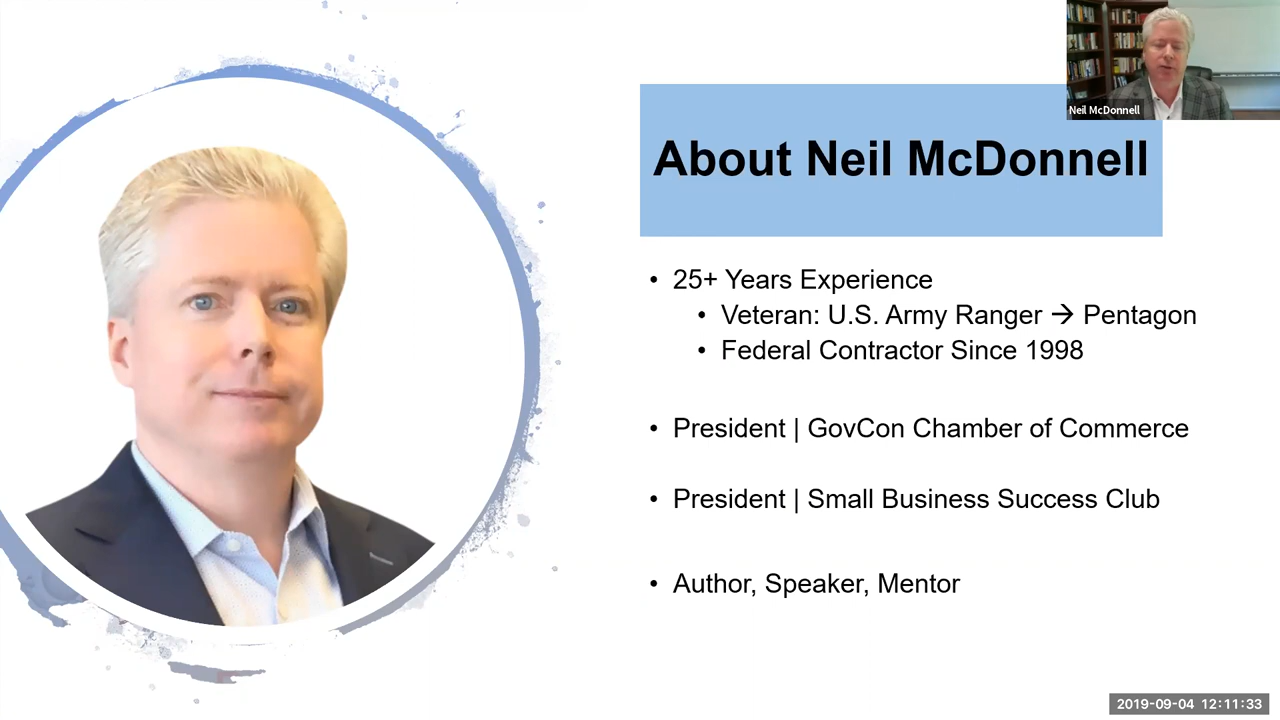 Neil McDonnell
About Neil McDonnell
• 25+ Years Experience
• Veteran: U.S. Army Ranger → Pentagon
• Federal Contractor Since 1998
• President | GovCon Chamber of Commerce
• President | Small Business Success Club
• Author, Speaker, Mentor
2019-09-04 12:11:33